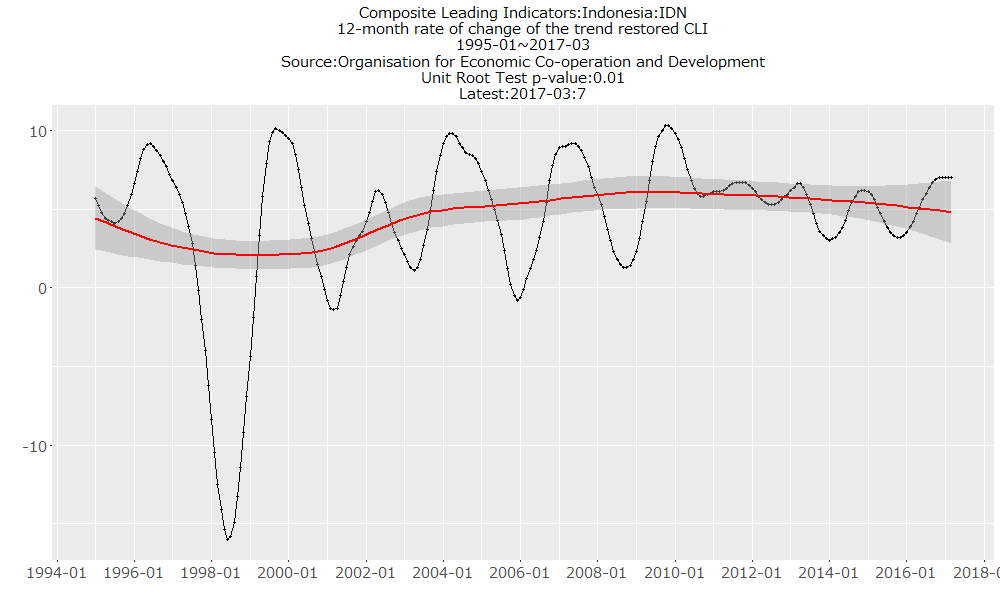 Composite Leading Indicators:Indonesia:IDN
12-month rate of change of the trend restored CLI
1995-01~2017-03
Source:Organisation for Economic Co-operation and Development
Unit Root Test p-value:0.01
Latest:2017-03:7
10
0
-10
1994-01 1996-01 1998-01 2000-01 2002-01 2004-01 2006-01 2008-01 2010-01 2012-01 2014-01 2016-01 2018-0